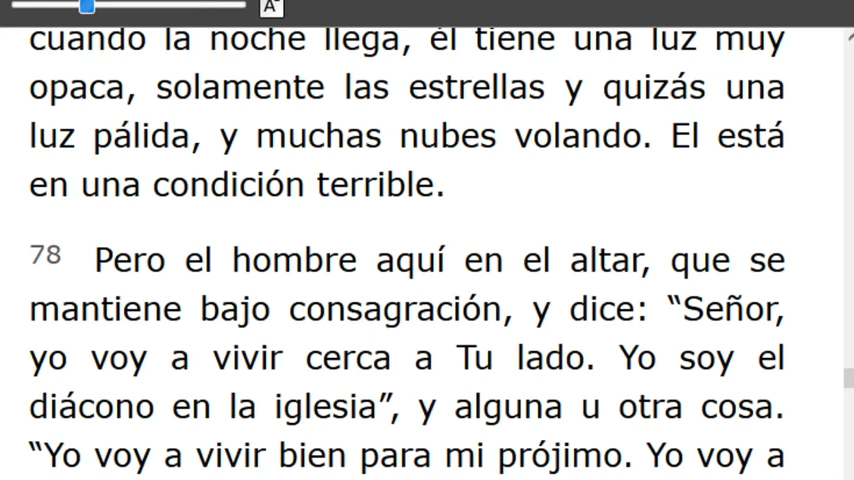 A
cuando la noche llega, él tiene una luz muy
opaca, solamente las estrellas y quizás una
luz pálida, y muchas nubes volando. El está
en una condición terrible.
78 Pero el hombre aquí en el altar, que se
mantiene bajo consagración, y dice: “Señor,
yo voy a vivir cerca a Tu lado. Yo soy el
diácono en la iglesia”, y alguna u otra cosa.
“Yo voy a vivir bien para mi prójimo. Yo voy a